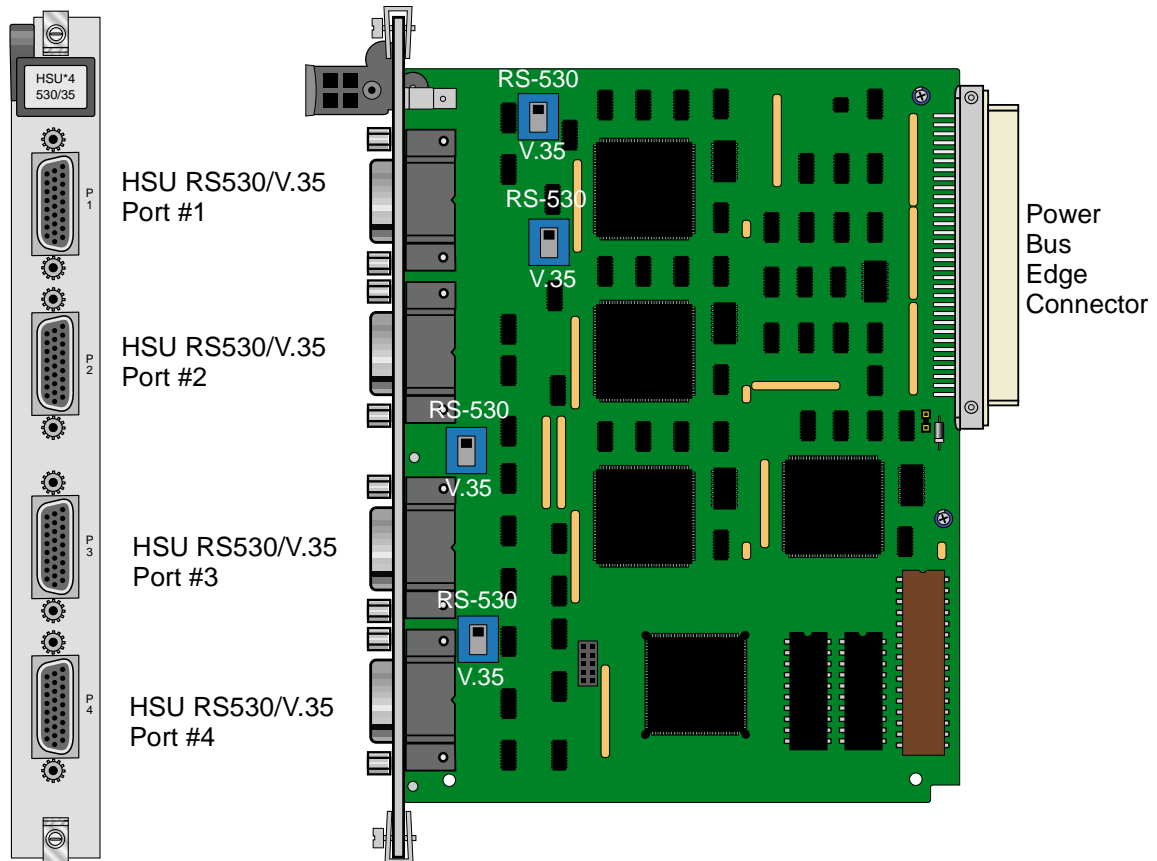 HSU*4
530/35
P
1
HSU RS530/V.35
Port #1
P
2
HSU RS530/V.35
Port #2
P
3
HSU RS530/V.35
Port #3
P
4
HSU RS530/V.35
Port #4
RS-530
V.35
RS-530
V.35
RS-530
V.35
RS-530
V.35
Power
Bus
Edge
Connector